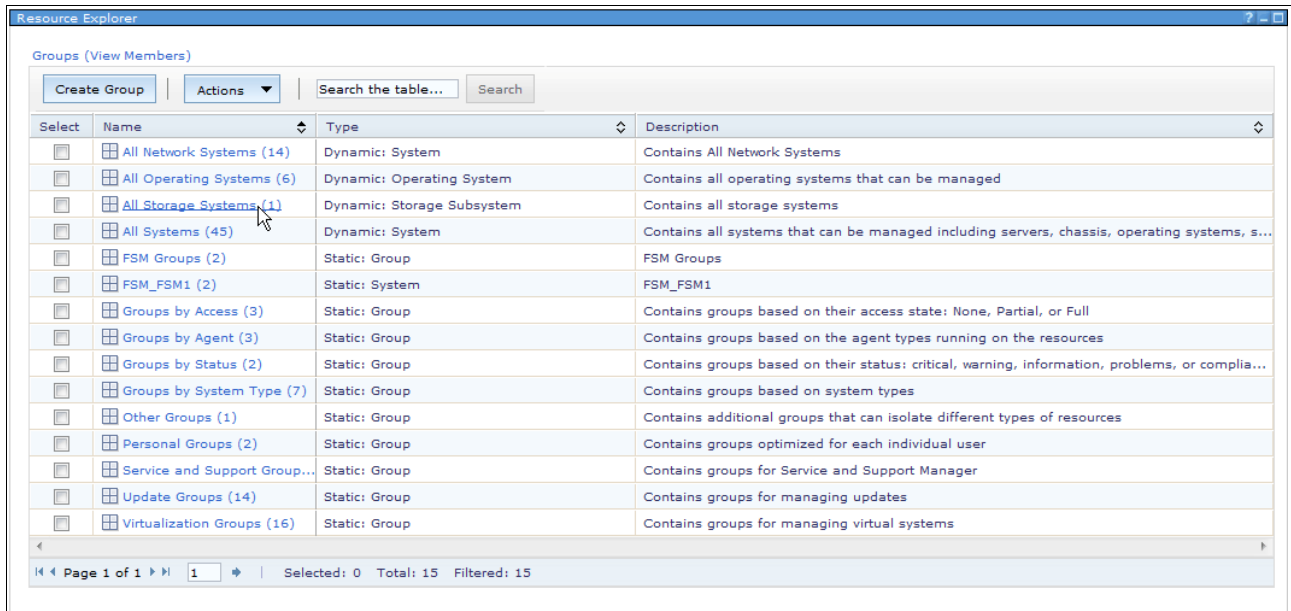 Resource Explorer ?
Groups (View Members)
Create Group Actions Search the table... Search
Select Name Type Description
All Network Systems (14) Dynamic: System Contains All Network Systems
All Operating Systems (6) Dynamic: Operating System Contains all operating systems that can be managed
All Storage Systems (1) Dynamic: Storage Subsystem Contains all storage systems
All Systems (45) Dynamic: System Contains all systems that can be managed including servers, chassis, operating systems, s...
FSM Groups (2) Static: Group FSM Groups
FSM_FSM1 (2) Static: System FSM_FSM1
Groups by Access (3) Static: Group Contains groups based on their access state: None, Partial, or Full
Groups by Agent (3) Static: Group Contains groups based on the agent types running on the resources
Groups by Status (2) Static: Group Contains groups based on their status: critical, warning, information, problems, or complia...
Groups by System Type (7) Static: Group Contains groups based on system types
Other Groups (1) Static: Group Contains additional groups that can isolate different types of resources
Personal Groups (2) Static: Group Contains groups optimized for each individual user
Service and Support Group... Static: Group Contains groups for Service and Support Manager
Update Groups (14) Static: Group Contains groups for managing updates
Virtualization Groups (16) Static: Group Contains groups for managing virtual systems
Page 1 of 1 1 Selected: 0 Total: 15 Filtered: 15